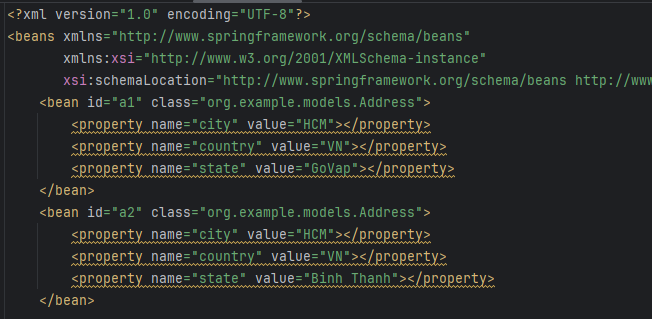 <?xml version="1.0" encoding="UTF-8"?>
<beans xmlns="http://www.springframework.org/schema/beans"
xmlns:xsi="http://www.w3.org/2001/XMLSchema-instance"
xsi:schemaLocation="http://www.springframework.org/schema/beans http://www
<bean id="a1" class="org.example.models.Address">
<property name="city" value="HCM"></property>
<property name="country" value="VN"></property>
<property name="state" value="GoVap"></property>
</bean>
<bean id="a2" class="org.example.models.Address">
<property name="city" value="HCM"></property>
<property name="country" value="VN"></property>
<property name="state" value="Binh Thanh"></property>
</bean>